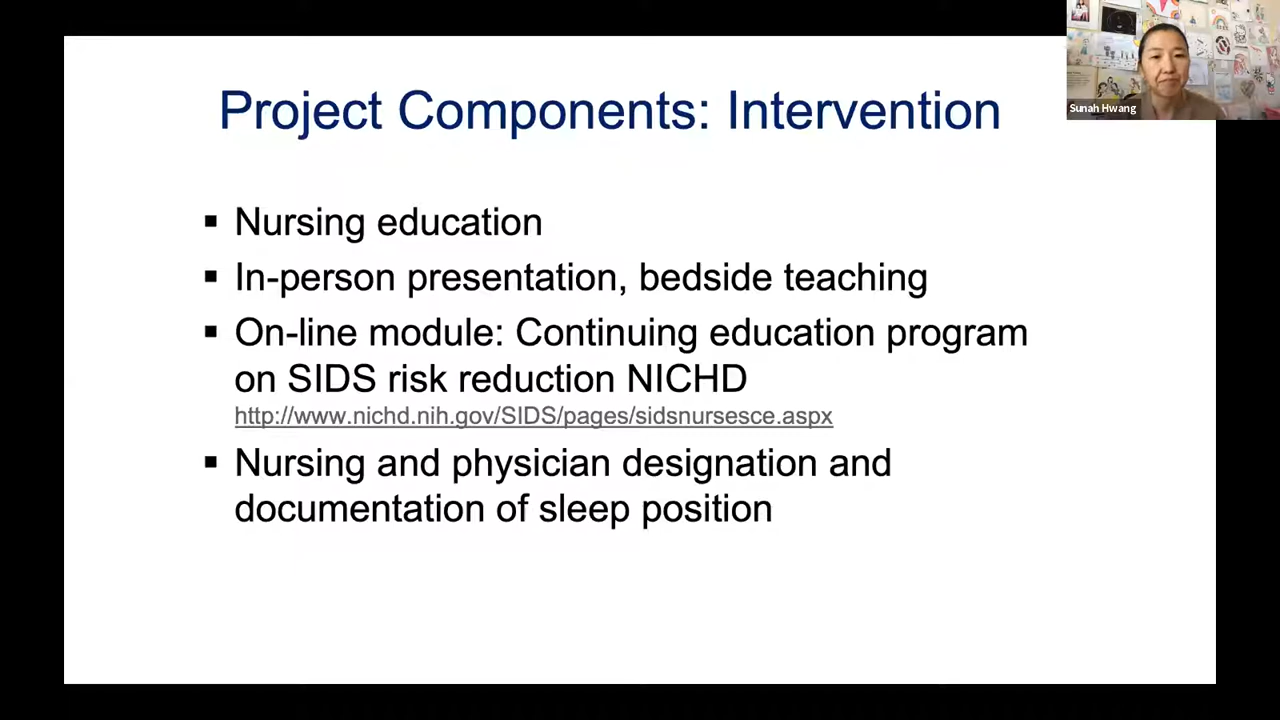 Project Components: Intervention
Sunah Hwang
▪ Nursing education
▪ In-person presentation, bedside teaching
▪ On-line module: Continuing education program
on SIDS risk reduction NICHD
http://www.nichd.nih.gov/SIDS/pages/sidsnursesce.aspx
▪ Nursing and physician designation and
documentation of sleep position